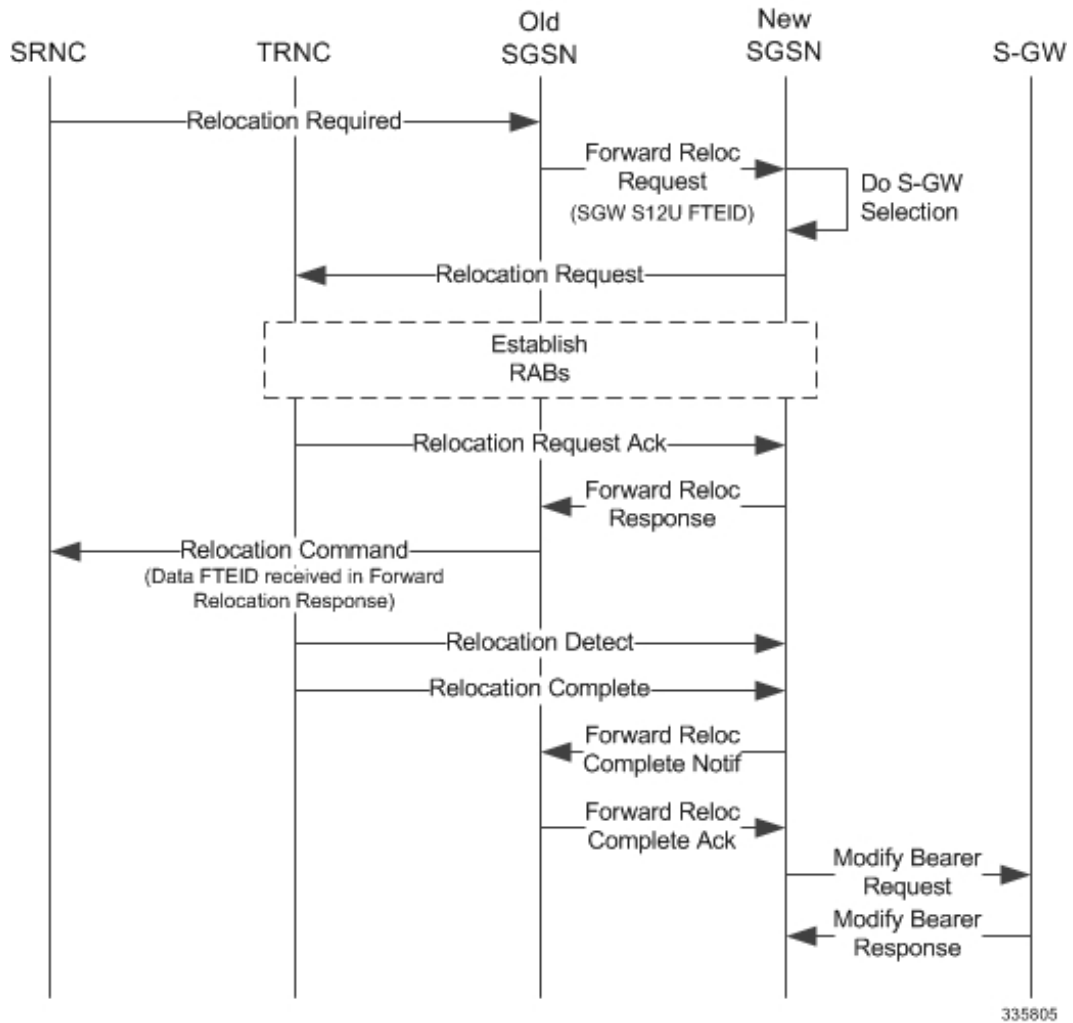 Old
New
SRNC
TRNC
SGSN
SGSN
S-GW
Relocation Required
Forward Reloc
Request
(SGW S12U FTEID)
Do S-GW
Selection
Relocation Request
Establish
RABs
Relocation Request Ack
Forward Reloc
Response
Relocation Command
(Data FTEID received in Forward
Relocation Response)
Relocation Detect
Relocation Complete
Forward Reloc
Complete Notif
Forward Reloc
Complete Ack
Modify Bearer
Request
Modify Bearer
Response
335805